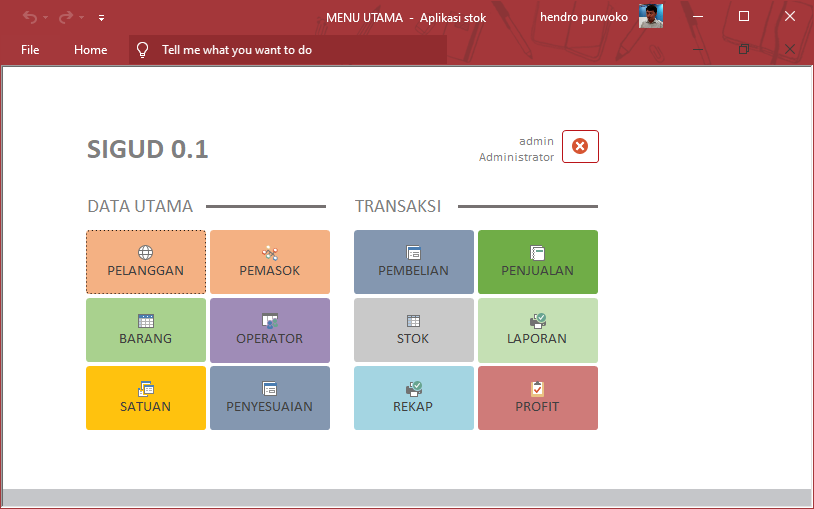 MENU UTAMA - Aplikasi stok
hendro purwoko
File
Home
Tell me what you want to do
SIGUD 0.1
admin
Administrator
DATA UTAMA
TRANSAKSI
PELANGGAN
PEMASOK
PEMBELIAN
PENJUALAN
BARANG
OPERATOR
STOK
LAPORAN
SATUAN
PENYESUAIAN
REKAP
PROFIT